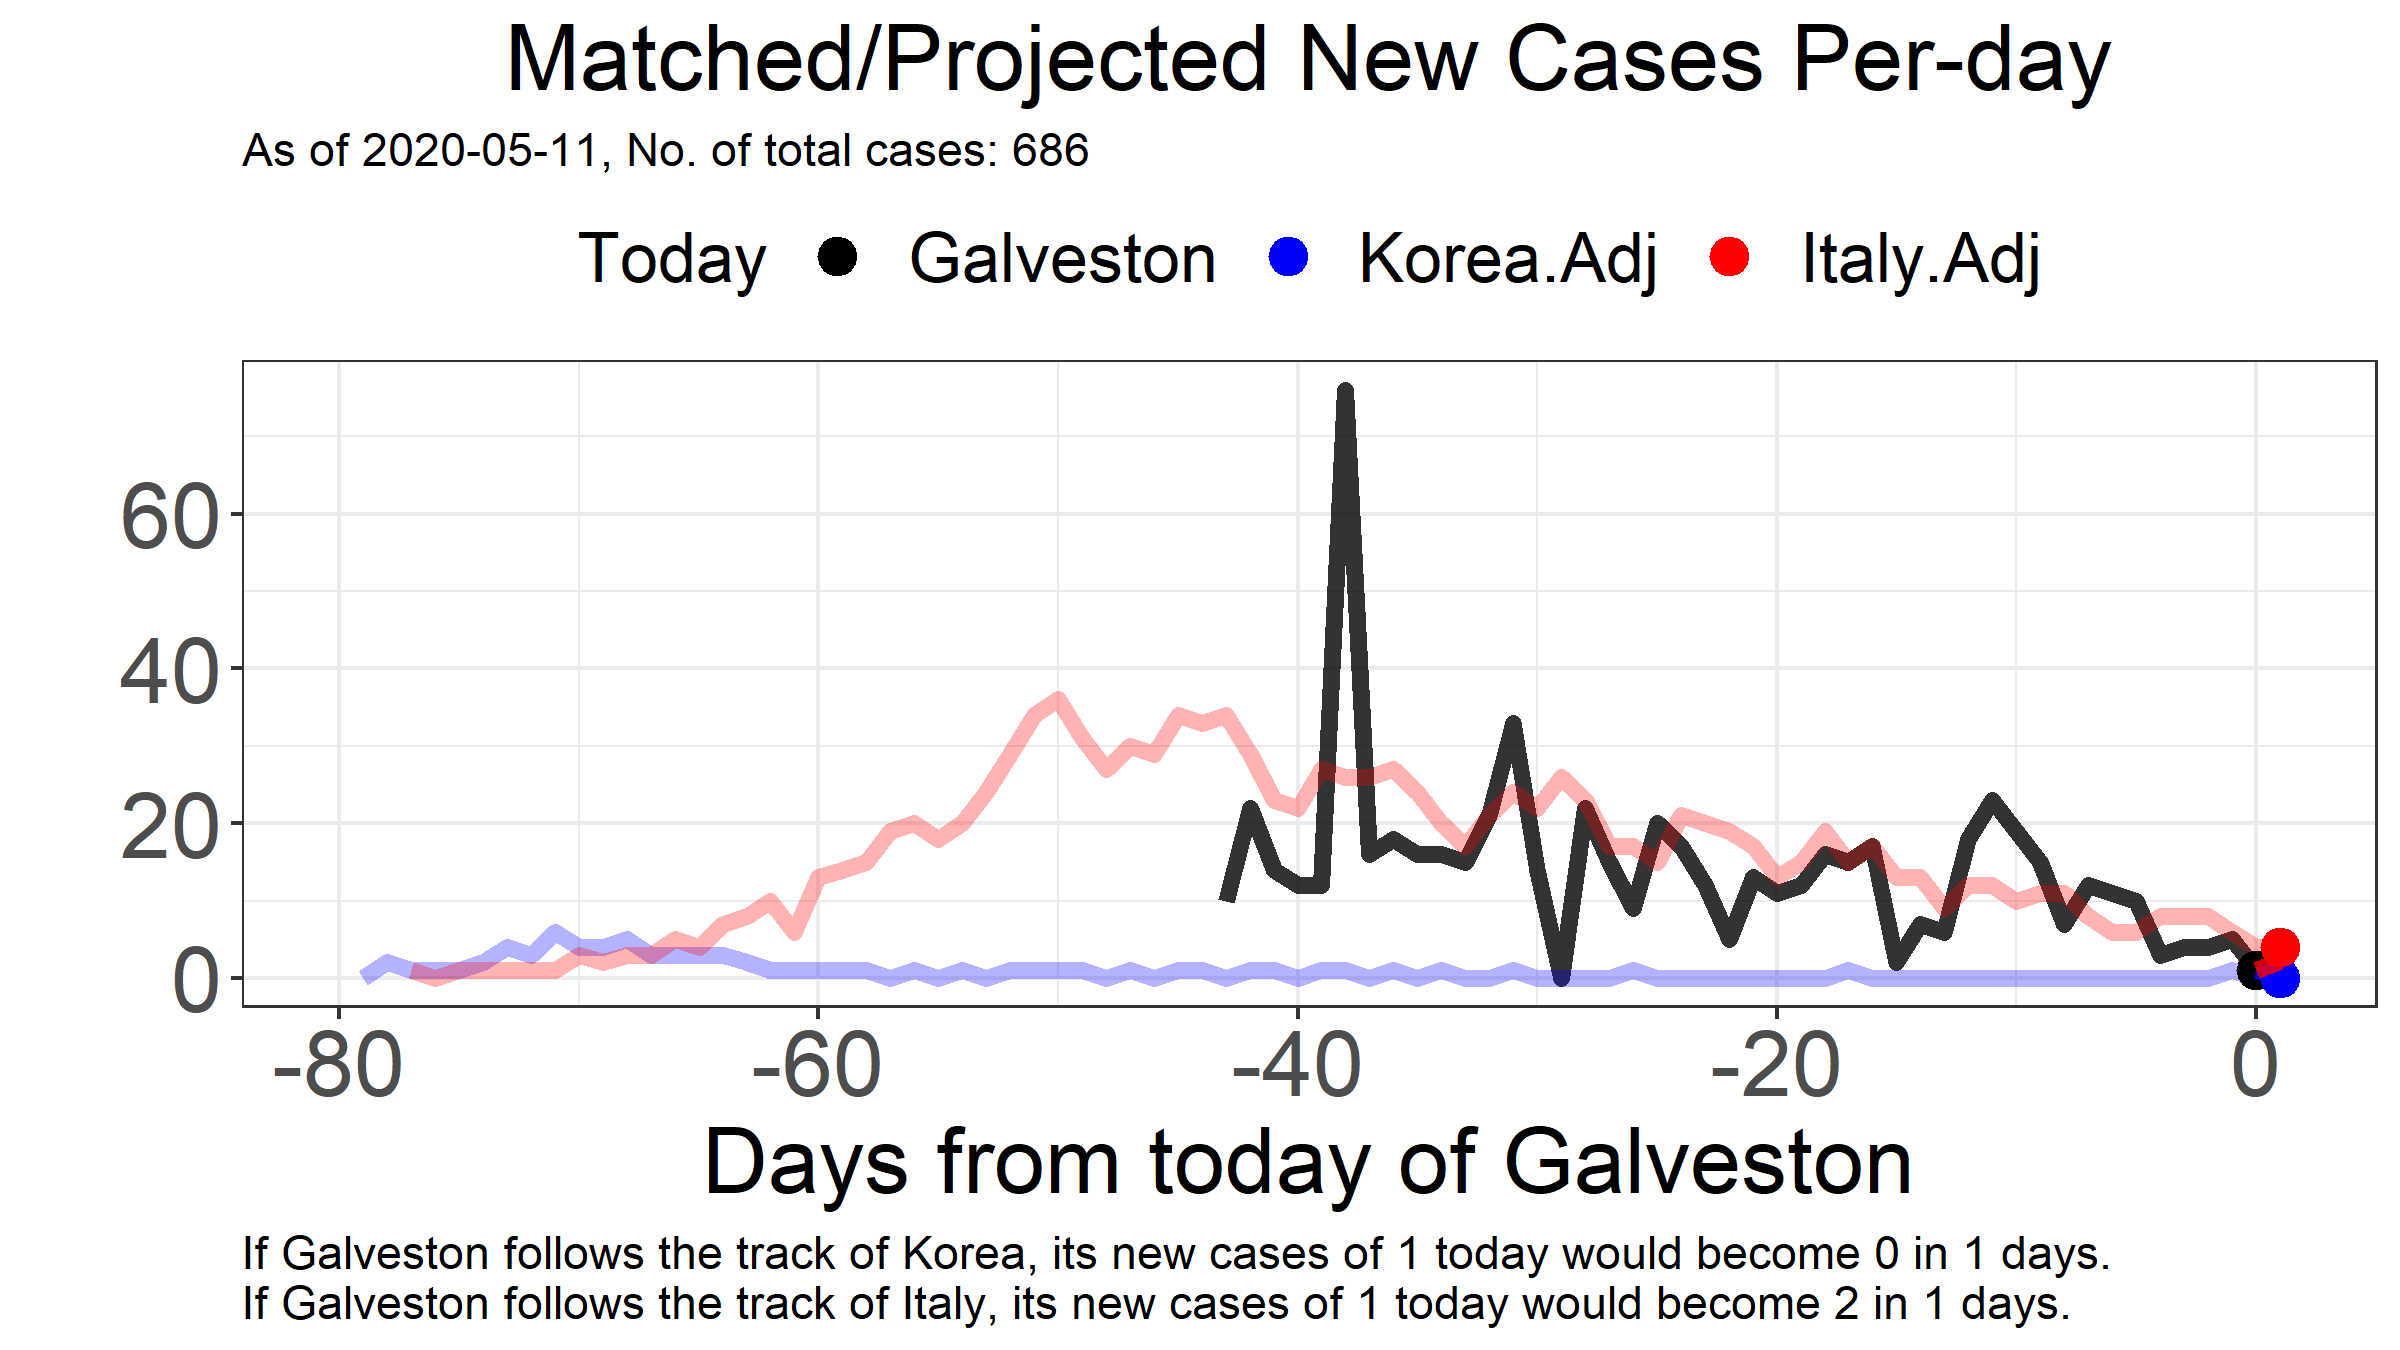 Matched/Projected New Cases Per-day
As of 2020-05-11, No. of total cases: 686
Today Galveston Korea.Adj Italy.Adj
60
40
20
0
-80 -60 -40 -20 0
Days from today of Galveston
If Galveston follows the track of Korea, its new cases of 1 today would become 0 in 1 days.
If Galveston follows the track of Italy, its new cases of 1 today would become 2 in 1 days.